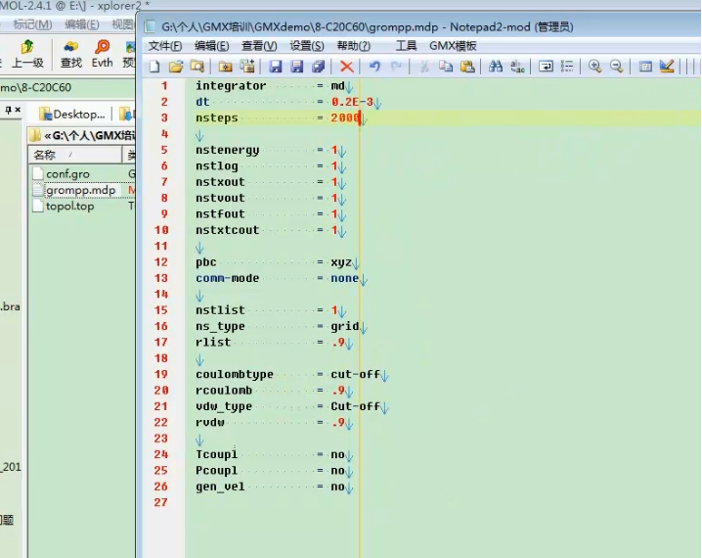 MOL-2.4.1 @ E:\] - xplorer2 *
标记(M) 编辑(E)
上一级 查找 Evth
mo\8-C20C60
Desktop...
«G:\个人\GMX培训
名称
conf.gro G
grompp.mdp M
topol.top T
.bra
_201
问题
G:\个人\GMX培训\GMXdemo\8-C20C60\grompp.mdp - Notepad2-mod (管理员)
文件(F) 编辑(E) 查看(V) 设置(S) 帮助(?) 工具 GMX模板
1 integrator = md
2 dt = 0.2E-3
3 nsteps = 2000
4
5 nstenergy = 1
6 nstlog = 1
7 nstxout = 1
8 nstvout = 1
9 nstfout = 1
10 nstxtcout = 1
11
12 pbc = xyz
13 comm-mode = none
14
15 nstlist = 1
16 ns_type = grid
17 rlist = .9
18
19 coulombtype = cut-off
20 rcoulomb = .9
21 vdw_type = Cut-off
22 rvdw = .9
23
24 Tcoupl = no
25 Pcoupl = no
26 gen_vel = no
27